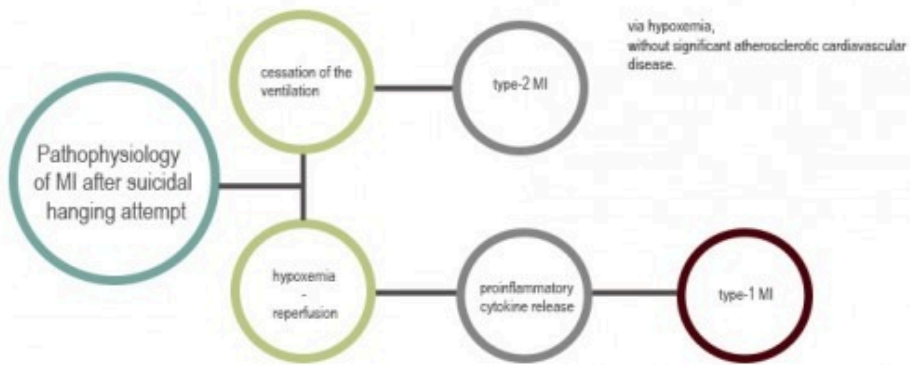 Pathophysiology
of MI after suicidal
hanging attempt
cessation of the
ventilation
type-2 MI
via hypoxemia,
without significant atherosclerotic cardiavascular
disease.
hypoxemia
-
reperfusion
proinflammatory
cytokine release
type-1 MI